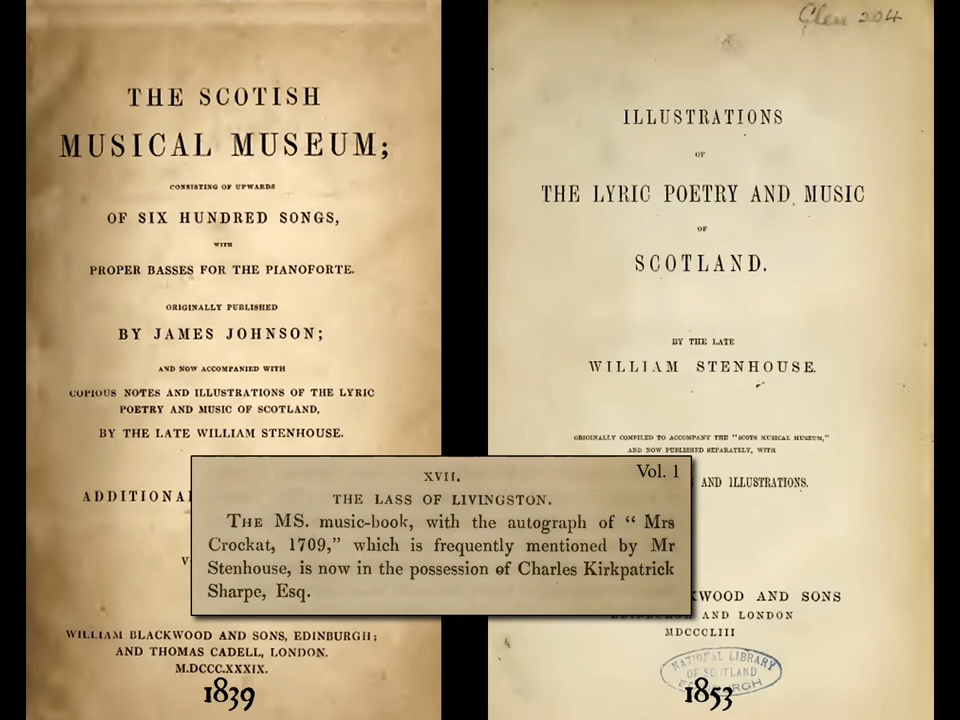 THE SCOTISH
MUSICAL MUSEUM;
CONSISTING OF UPWARDS
OF SIX HUNDRED SONGS,
WITH
PROPER BASSES FOR THE PIANOFORTE.
ORIGINALLY PUBLISHED
BY JAMES JOHNSON;
AND NOW ACCOMPANIED WITH
COPIOUS NOTES AND ILLUSTRATIONS OF THE LYRIC
POETRY AND MUSIC OF SCOTLAND,
BY THE LATE WILLIAM STENHOUSE.
ADDITIONAL
V
WILLIAM BLACKWOOD AND SONS, EDINBURGH;
AND THOMAS CADELL, LONDON.
M.DCCC.XXXIX.
1839
Glen 204
ILLUSTRATIONS
OF
THE LYRIC POETRY AND MUSIC
OF
SCOTLAND.
BY THE LATE
WILLIAM STENHOUSE.
ORIGINALLY COMPILED TO ACCOMPANY THE "SCOTS MUSICAL MUSEUM,"
AND NOW PUBLISHED SEPARATELY, WITH
AND ILLUSTRATIONS.
KWOOD AND SONS
EDINBURGH AND LONDON
MDCCCLIII
NATIONAL LIBRARY
OF SCOTLAND
EDINBURGH
1853
Vol. 1
XVII.
THE LASS OF LIVINGSTON.
THE MS. music-book, with the autograph of " Mrs
Crockat, 1709," which is frequently mentioned by Mr
Stenhouse, is now in the possession of Charles Kirkpatrick
Sharpe, Esq.